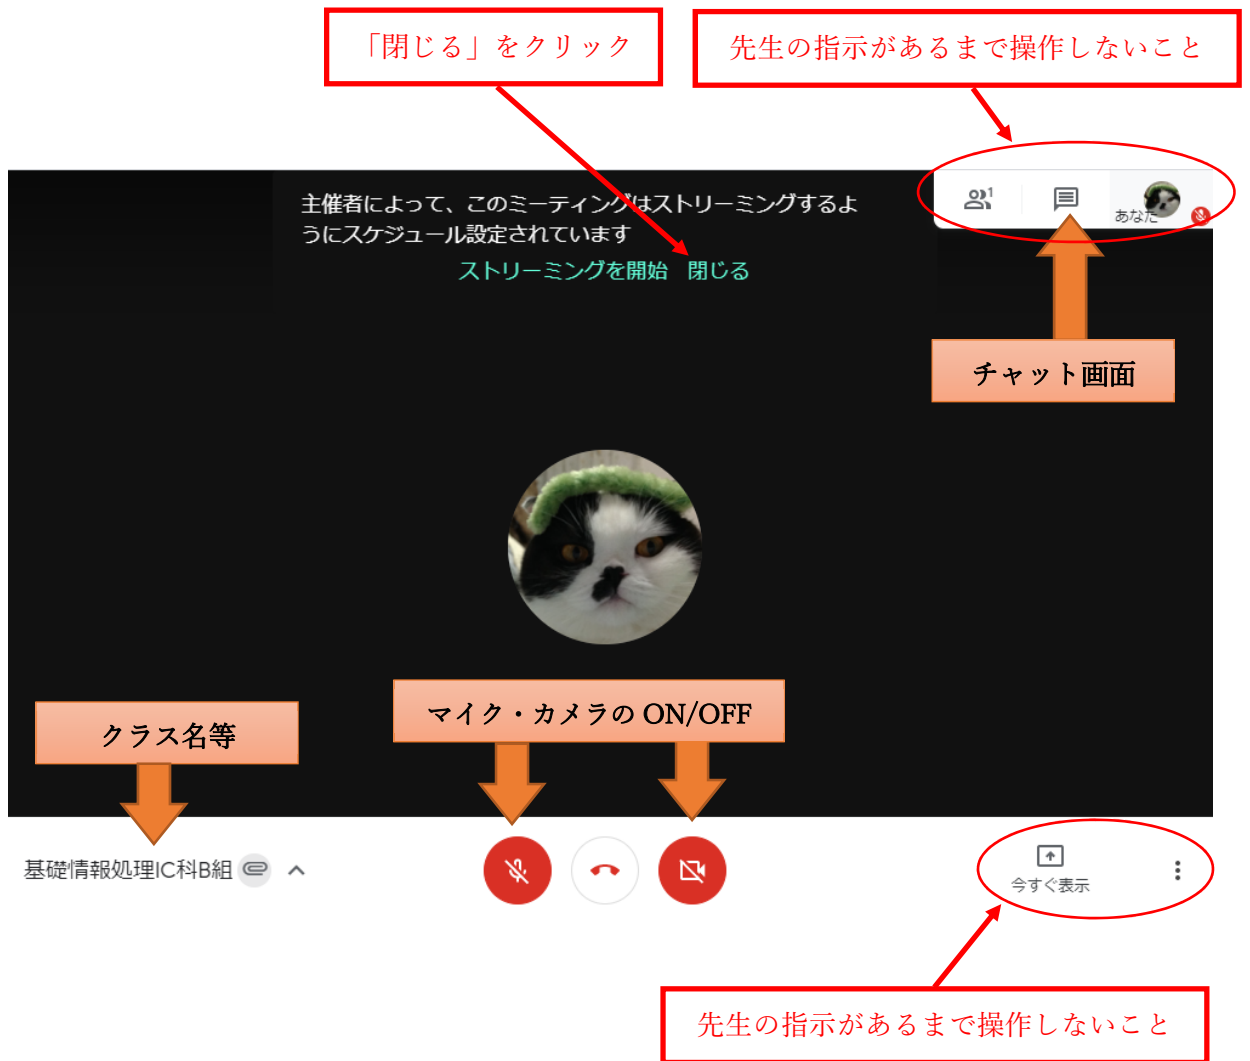 「閉じる」をクリック
先生の指示があるまで操作しないこと
主催者によって、このミーティングはストリーミングするよ
うにスケジュール設定されています
ストリーミングを開始 閉じる
1
あなた
チャット画面
マイク・カメラの ON/OFF
クラス名等
基礎情報処理IC科B組
今すぐ表示
先生の指示があるまで操作しないこと